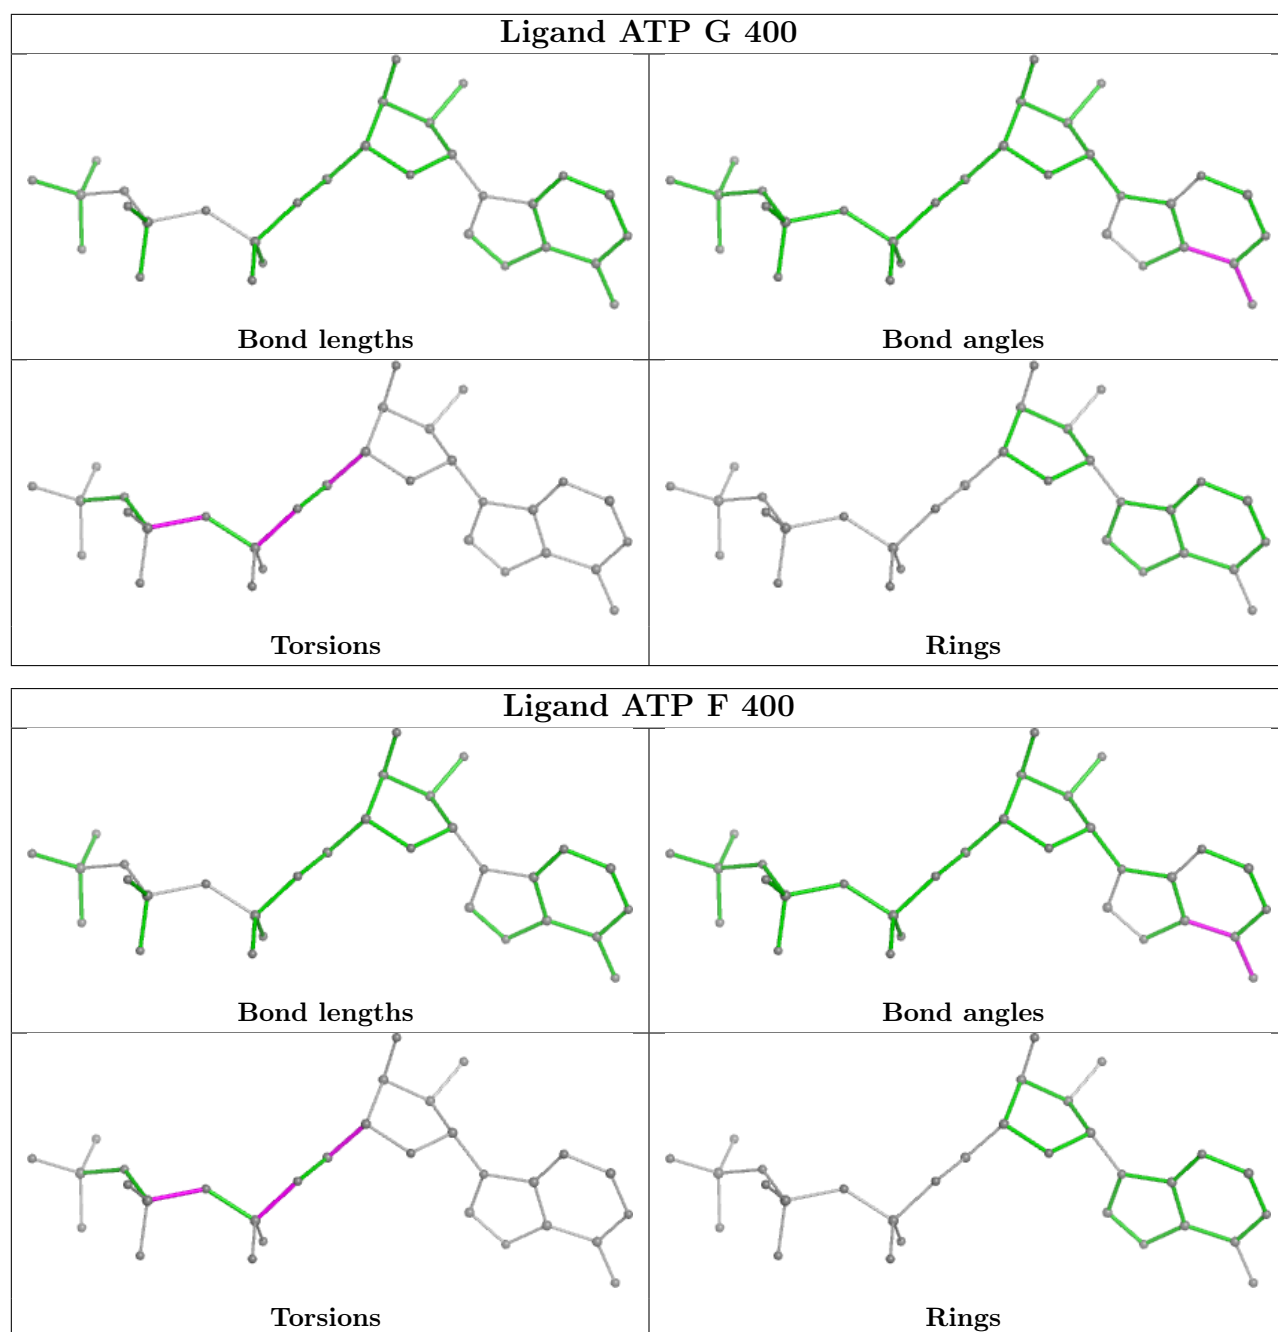 Ligand ATP G 400
Bond lengths
Bond angles
Torsions
Rings
Ligand ATP F 400
Bond lengths
Bond angles
Torsions
Rings